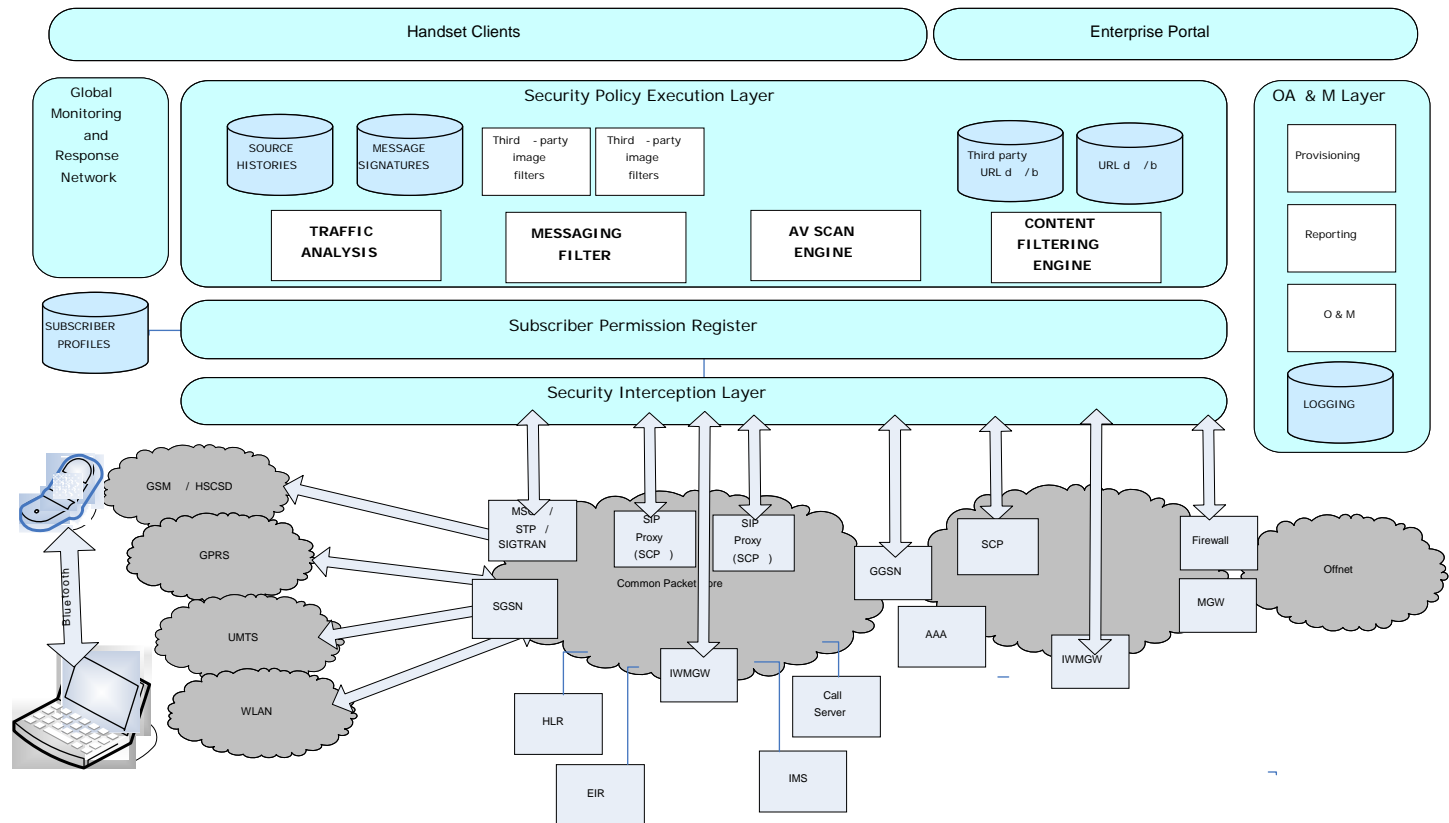 Handset Clients
Enterprise Portal
Global
Monitoring
and
Response
Network
Security Policy Execution Layer
OA & M Layer
SOURCE
HISTORIES
MESSAGE
SIGNATURES
Third - party
image
filters
Third - party
image
filters
Third party
URL d / b
URL d / b
Provisioning
TRAFFIC
ANALYSIS
MESSAGING
FILTER
AV SCAN
ENGINE
CONTENT
FILTERING
ENGINE
Reporting
SUBSCRIBER
PROFILES
Subscriber Permission Register
O & M
Security Interception Layer
LOGGING
GSM / HSCSD
GPRS
UMTS
WLAN
Bluetooth
/
STP /
SIGTRAN
SIP
Proxy
(SCP )
SIP
Proxy
(SCP )
Common Packet
SGSN
GGSN
SCP
Firewall
Offnet
MGW
AAA
IWMGW
IWMGW
HLR
Call
Server
EIR
IMS